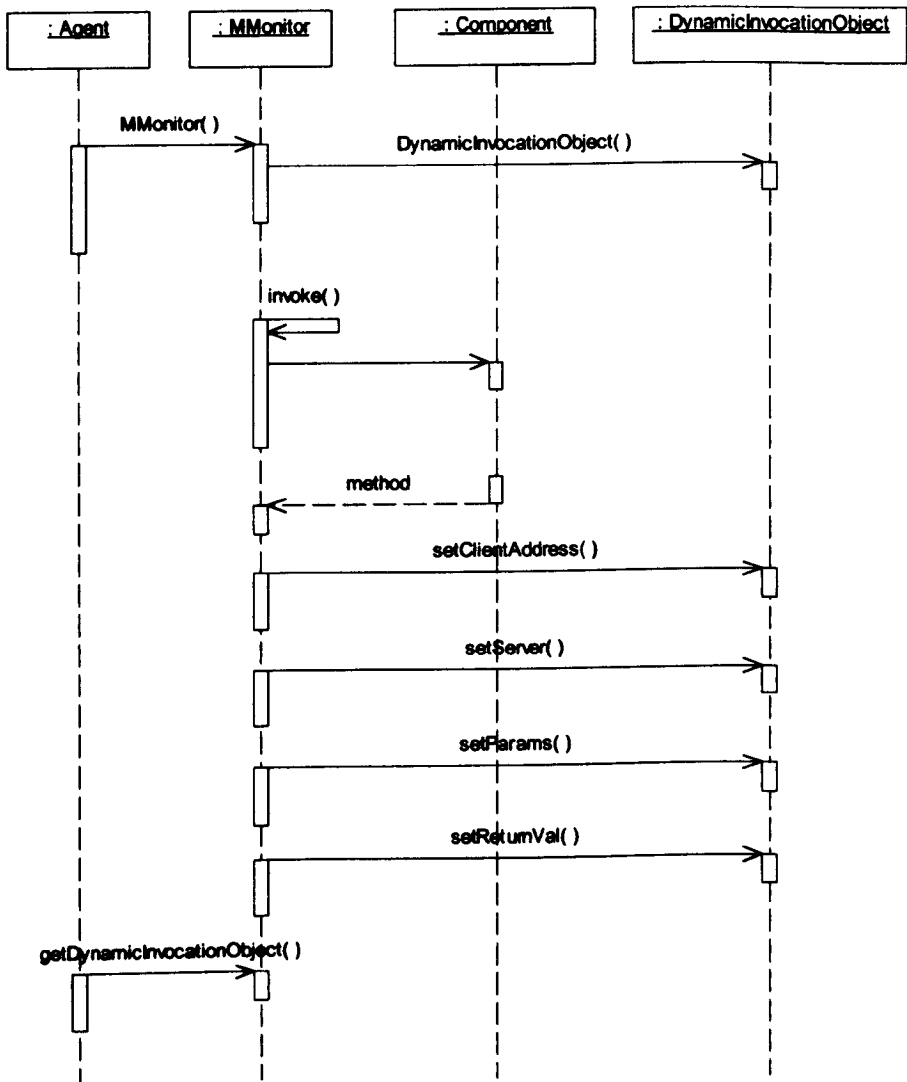 : Agent
: MMonitor
: Component
: DynamicInvocationObject
MMonitor( )
DynamicInvocationObject( )
invoke( )
method
setClientAddress( )
setServer( )
setParams( )
setReturnVal( )
getDynamicInvocationObject( )